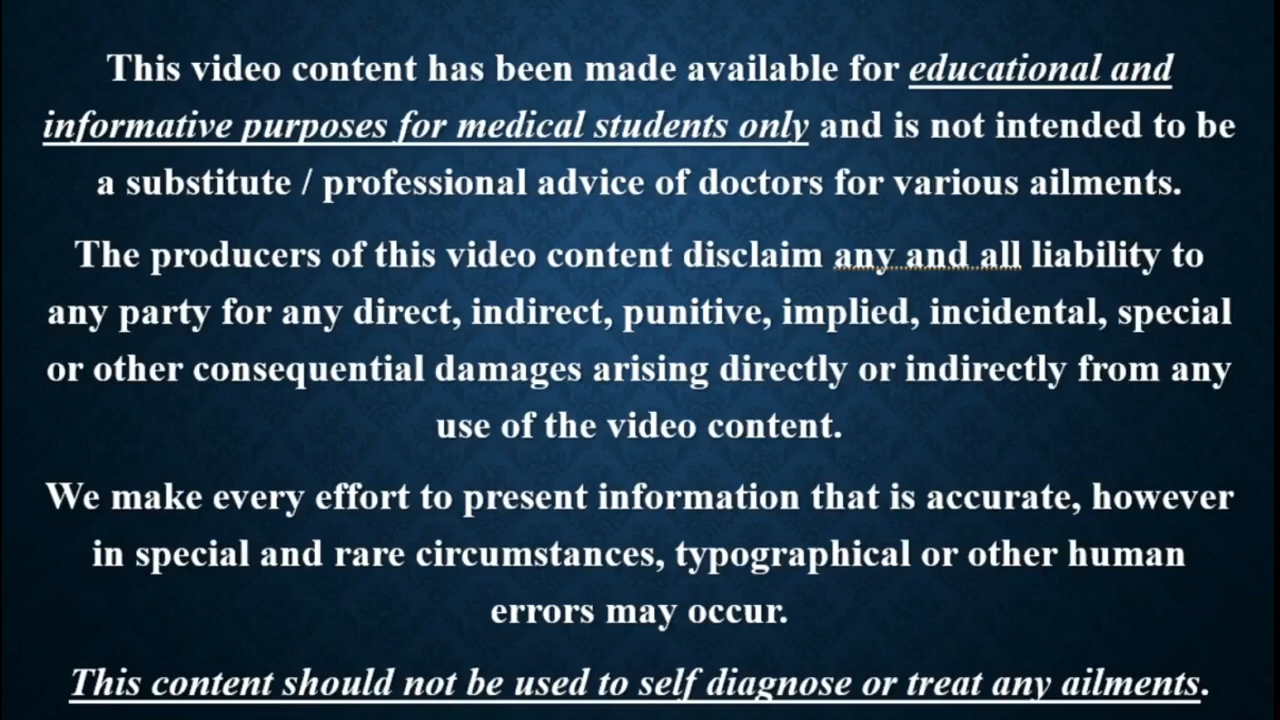 This video content has been made available for educational and
informative purposes for medical students only and is not intended to be
a substitute / professional advice of doctors for various ailments.
The producers of this video content disclaim any and all liability to
any party for any direct, indirect, punitive, implied, incidental, special
or other consequential damages arising directly or indirectly from any
use of the video content.
We make every effort to present information that is accurate, however
in special and rare circumstances, typographical or other human
errors may occur.
This content should not be used to self diagnose or treat any ailments.